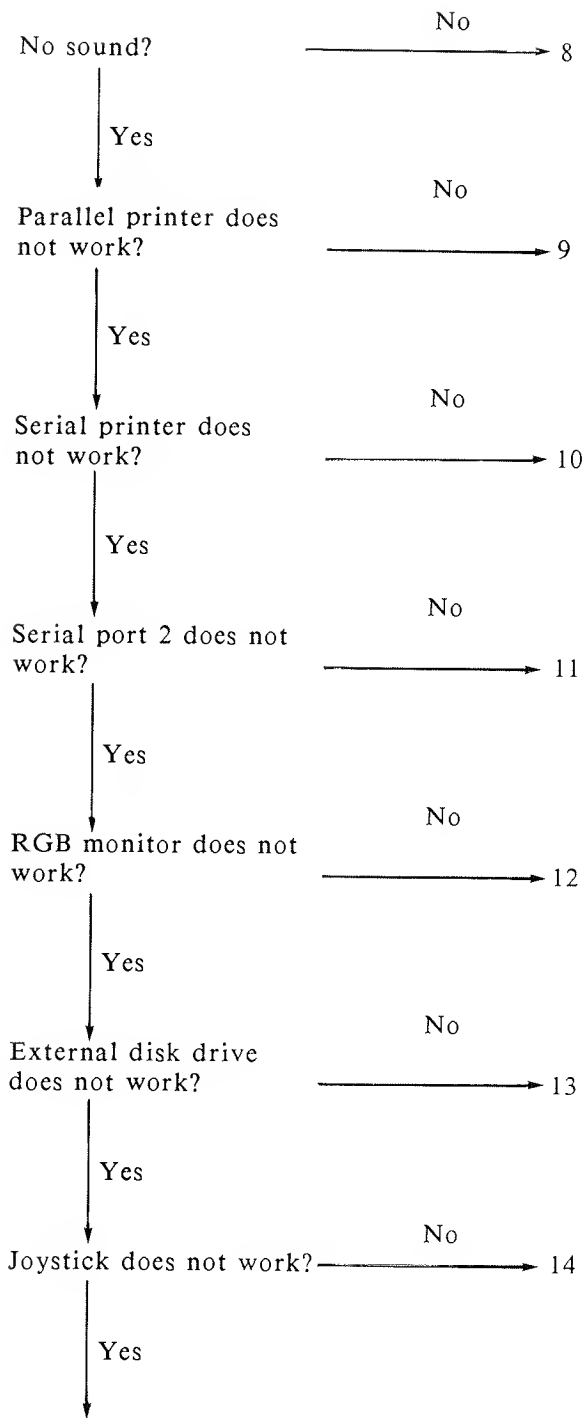 No
No sound?
8
Yes
No
Parallel printer does
not work?
9
Yes
No
Serial printer does
not work?
10
Yes
No
Serial port 2 does not
work?
11
Yes
No
RGB monitor does not
work?
12
Yes
No
External disk drive
does not work?
13
Yes
No
Joystick does not work?
14
Yes